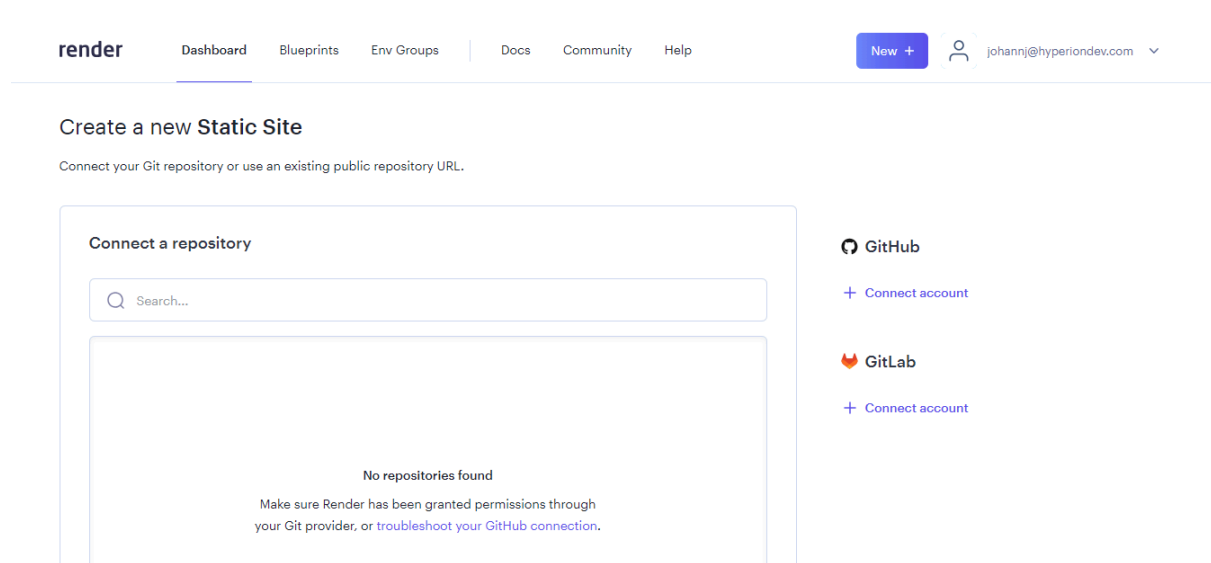 render Dashboard Blueprints Env Groups Docs Community Help New + johannj@hyperiondev.com
Create a new Static Site
Connect your Git repository or use an existing public repository URL.
Connect a repository
Search...
No repositories found
Make sure Render has been granted permissions through
your Git provider, or troubleshoot your GitHub connection.
GitHub
+ Connect account
GitLab
+ Connect account